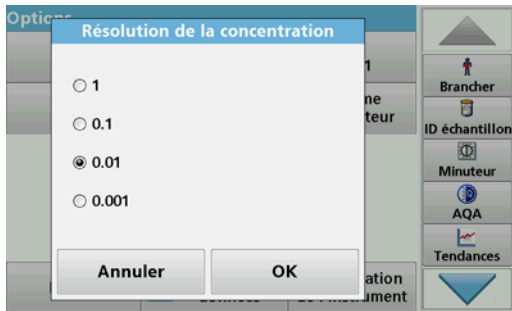 Options
Résolution de la concentration
1
0.1
0.01
0.001
Annuler
OK
Brancher
ID échantillon
Minuteur
AQA
Tendances